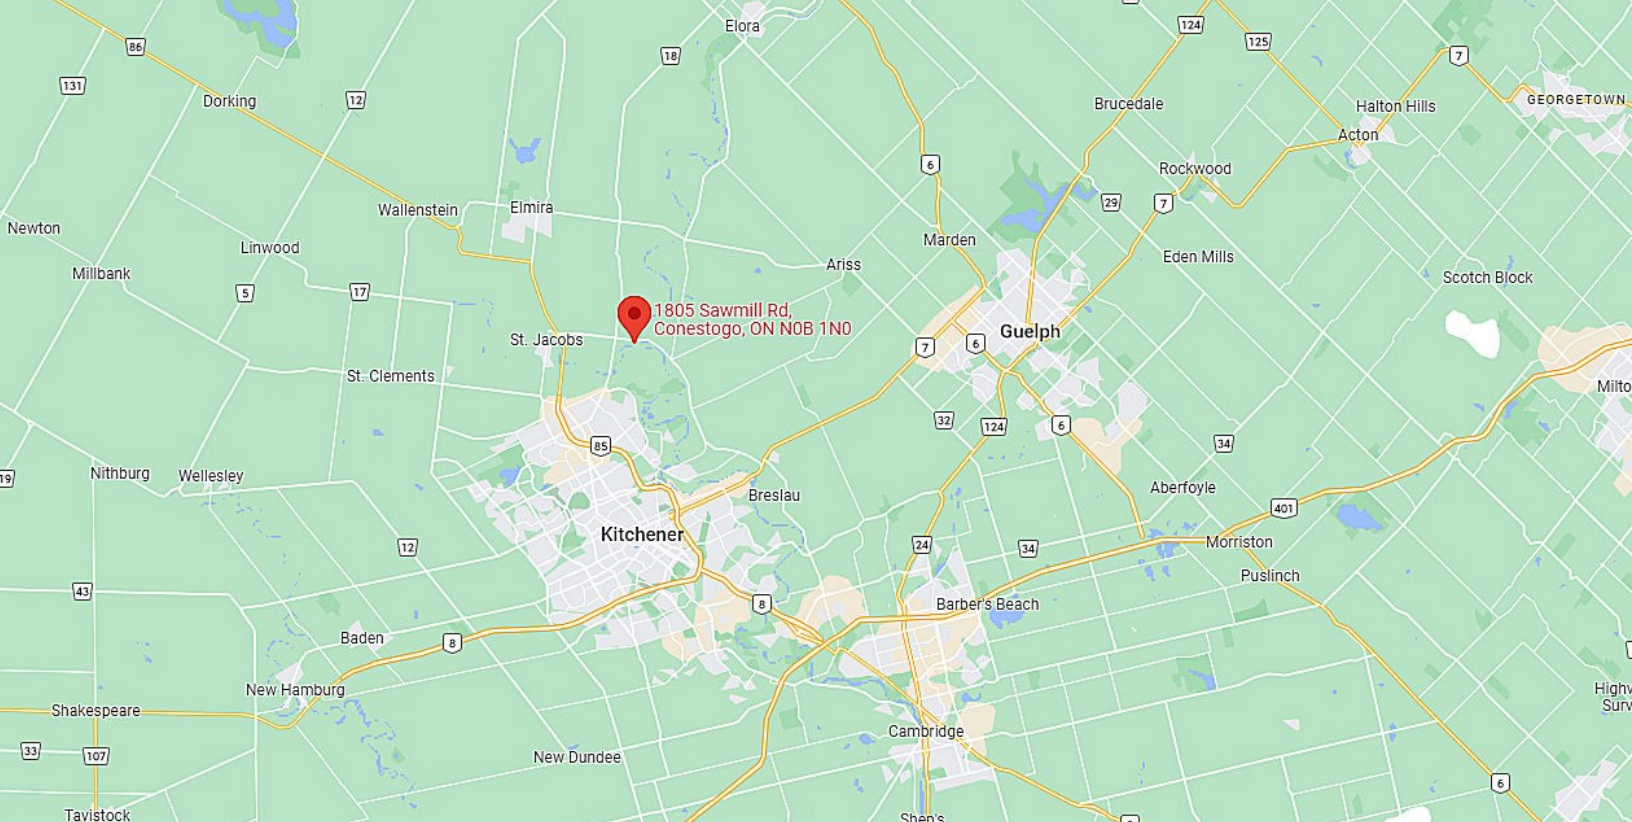 Elora
124
125
86
18
7
131
Dorking
12
Brucedale
Halton Hills
GEORGETOWN
Acton
6
Rockwood
Wallenstein
Elmira
29
7
Newton
Linwood
Marden
Ariss
Eden Mills
Millbank
Scotch Block
5
17
1805 Sawmill Rd,
Conestogo, ON N0B 1N0
St. Jacobs
Guelph
7
6
St. Clements
Milto
32
124
6
34
85
Nithburg
Wellesley
19
Breslau
Aberfoyle
401
Kitchener
12
24
34
Morriston
Puslinch
43
8
Barber's Beach
Baden
8
New Hamburg
Highw
Surv
Shakespeare
Cambridge
33
107
New Dundee
6
Tavistock